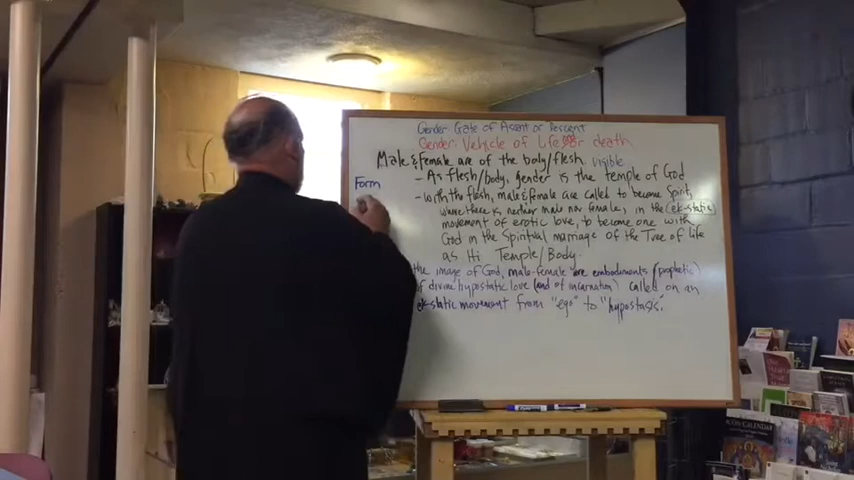 Gender: Gate of Ascent or Descent
Gender: Vehicle of Life or death
Male & Female are of the body/flesh. visible
Form
- As flesh/body, gender is the temple of God
- with the flesh, male & female are called to become Spirit,
where there is neither male nor female, in the (ek-static)
movement of erotic love, to become one with
God in the Spiritual marriage of the Tree of Life
as Hi Temple/Body.
the image of God, male-female are embodiments (prophetic)
of divine hypostatic love (and of incarnation) called on an
ek-static movement from "ego" to "hypostasis".
ICON CALENDAR